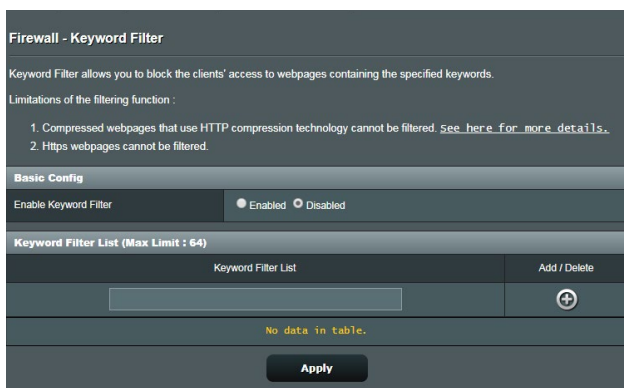 Firewall - Keyword Filter
Keyword Filter allows you to block the clients' access to webpages containing the specified keywords.
Limitations of the filtering function :
1. Compressed webpages that use HTTP compression technology cannot be filtered. See here for more details.
2. Https webpages cannot be filtered.
Basic Config
Enable Keyword Filter Enabled Disabled
Keyword Filter List (Max Limit : 64)
Keyword Filter List Add / Delete
No data in table.
Apply